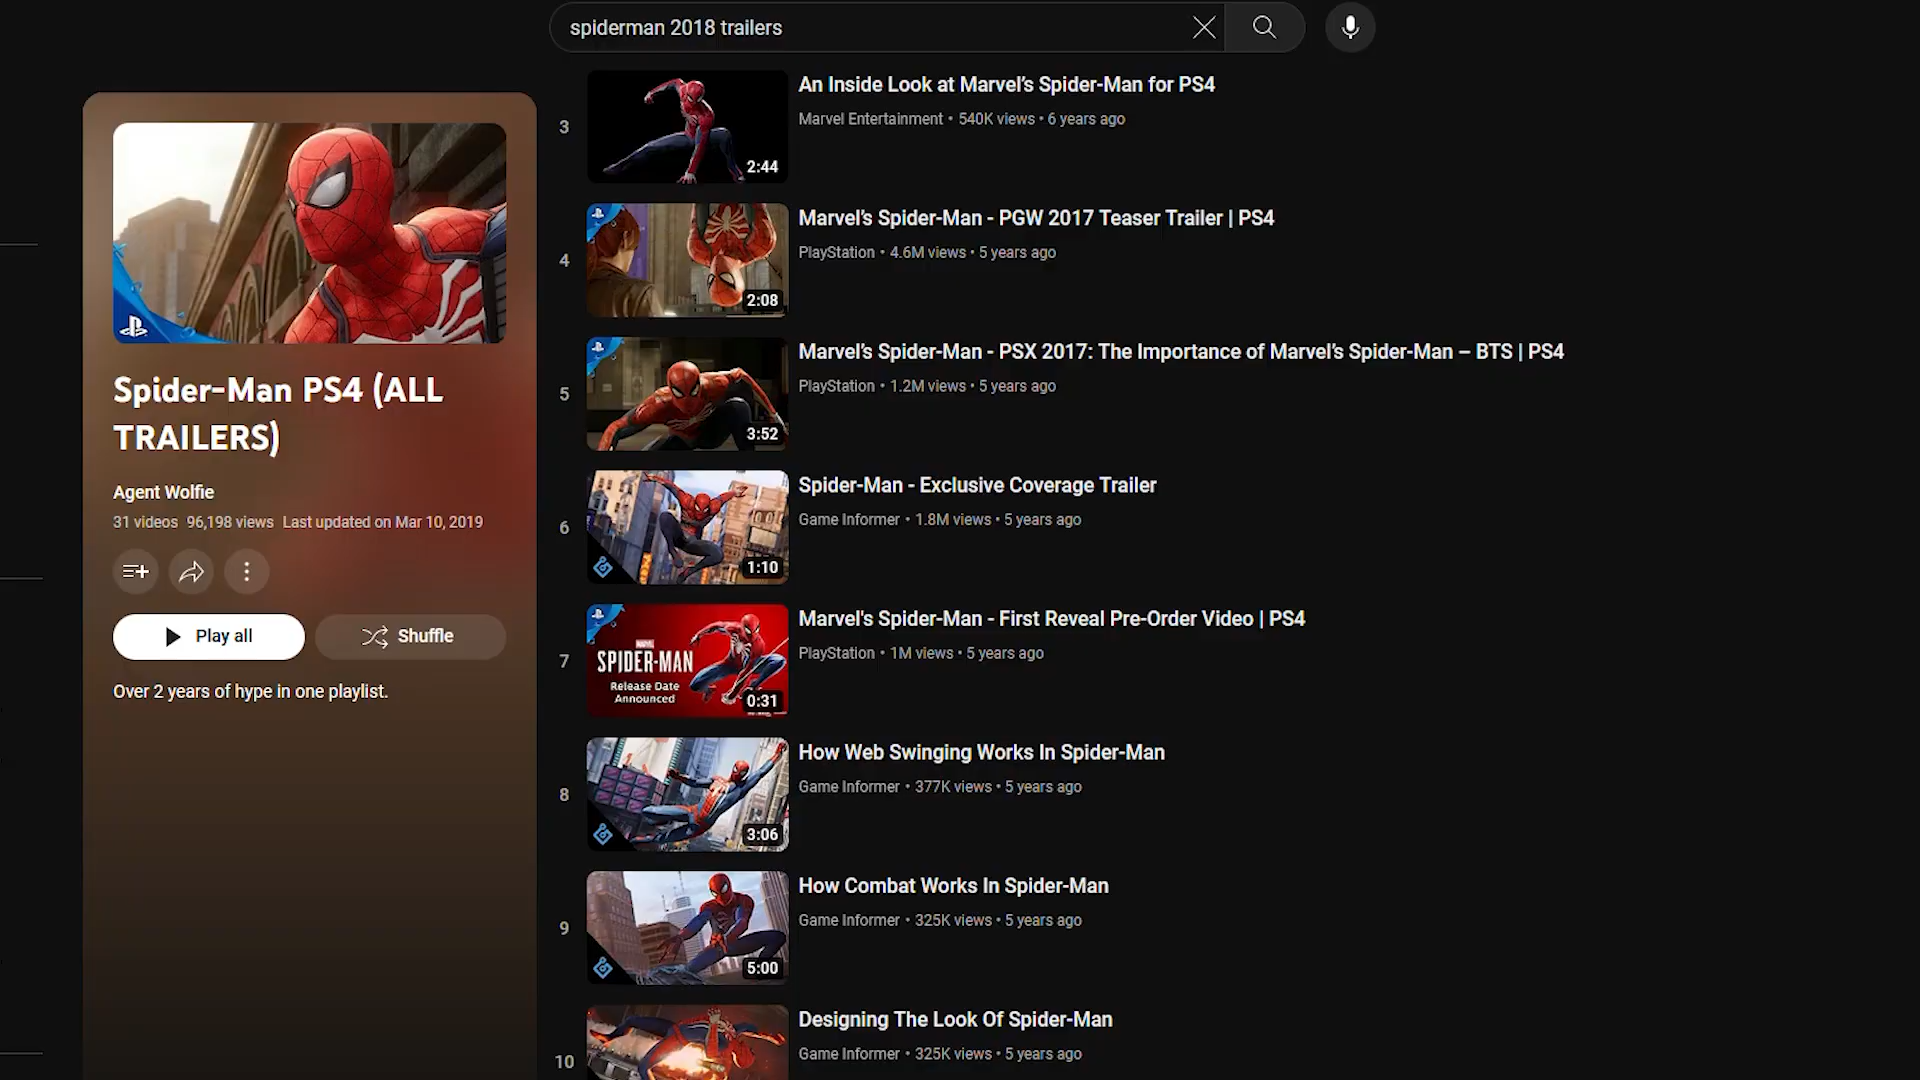 spiderman 2018 trailers
Spider-Man PS4 (ALL
TRAILERS)
Agent Wolfie
31 videos 96,198 views Last updated on Mar 10, 2019
Play all
Shuffle
Over 2 years of hype in one playlist.
3
2:44
An Inside Look at Marvel's Spider-Man for PS4
Marvel Entertainment • 540K views • 6 years ago
4
2:08
Marvel's Spider-Man - PGW 2017 Teaser Trailer | PS4
PlayStation • 4.6M views • 5 years ago
5
3:52
Marvel's Spider-Man - PSX 2017: The Importance of Marvel's Spider-Man – BTS | PS4
PlayStation • 1.2M views • 5 years ago
6
1:10
Spider-Man - Exclusive Coverage Trailer
Game Informer • 1.8M views • 5 years ago
7
MARVEL
SPIDER-MAN
Release Date
Announced
0:31
Marvel's Spider-Man - First Reveal Pre-Order Video | PS4
PlayStation • 1M views • 5 years ago
8
3:06
How Web Swinging Works In Spider-Man
Game Informer • 377K views • 5 years ago
9
5:00
How Combat Works In Spider-Man
Game Informer • 325K views • 5 years ago
10
Designing The Look Of Spider-Man
Game Informer • 325K views • 5 years ago